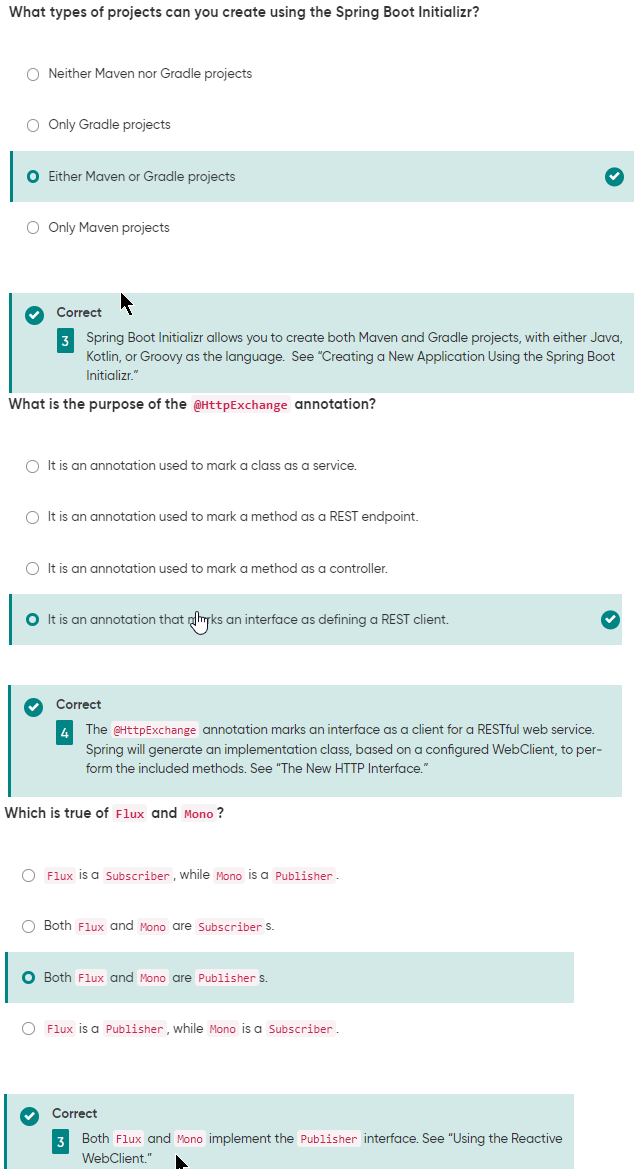 What types of projects can you create using the Spring Boot Initializr?
Neither Maven nor Gradle projects
Only Gradle projects
Either Maven or Gradle projects
Only Maven projects
Correct
3
Spring Boot Initializr allows you to create both Maven and Gradle projects, with either Java,
Kotlin, or Groovy as the language. See “Creating a New Application Using the Spring Boot
Initializr.”
What is the purpose of the @HttpExchange annotation?
It is an annotation used to mark a class as a service.
It is an annotation used to mark a method as a REST endpoint.
It is an annotation used to mark a method as a controller.
It is an annotation that marks an interface as defining a REST client.
Correct
4
The @HttpExchange annotation marks an interface as a client for a RESTful web service.
Spring will generate an implementation class, based on a configured WebClient, to per-
form the included methods. See “The New HTTP Interface.”
Which is true of Flux and Mono?
Flux is a Subscriber, while Mono is a Publisher.
Both Flux and Mono are Subscribers.
Both Flux and Mono are Publishers.
Flux is a Publisher, while Mono is a Subscriber.
Correct
3
Both Flux and Mono implement the Publisher interface. See “Using the Reactive
WebClient.”